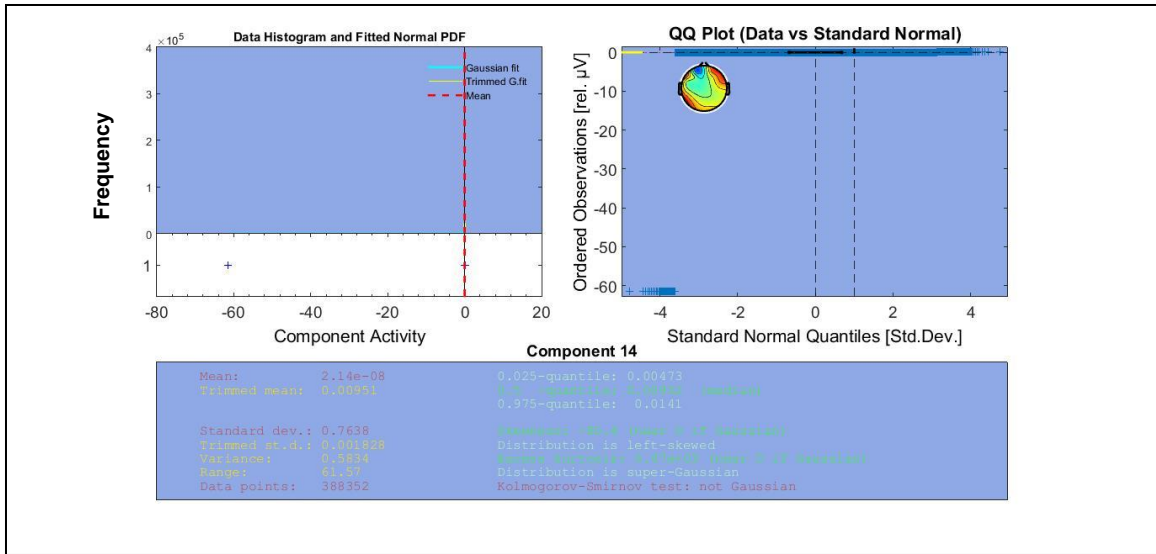 Data Histogram and Fitted Normal PDF
4 ×10⁵
3
2
1
0
1
Gaussian fit
Trimmed G.fit
Mean
Frequency
-80 -60 -40 -20 0 20
Component Activity
QQ Plot (Data vs Standard Normal)
0
-10
-20
-30
-40
-50
-60
Ordered Observations [rel. µV]
-4 -2 0 2 4
Standard Normal Quantiles [Std.Dev.]
Component 14
Mean: 2.14e-08 0.025-quantile: 0.00473
Trimmed mean: 0.00951
0.975-quantile: 0.0141
Standard dev.: 0.7638
Trimmed st.d.: 0.001828 Distribution is left-skewed
Variance: 0.5834
Range: 61.57 Distribution is super-Gaussian
Data points: 388352 Kolmogorov-Smirnov test: not Gaussian